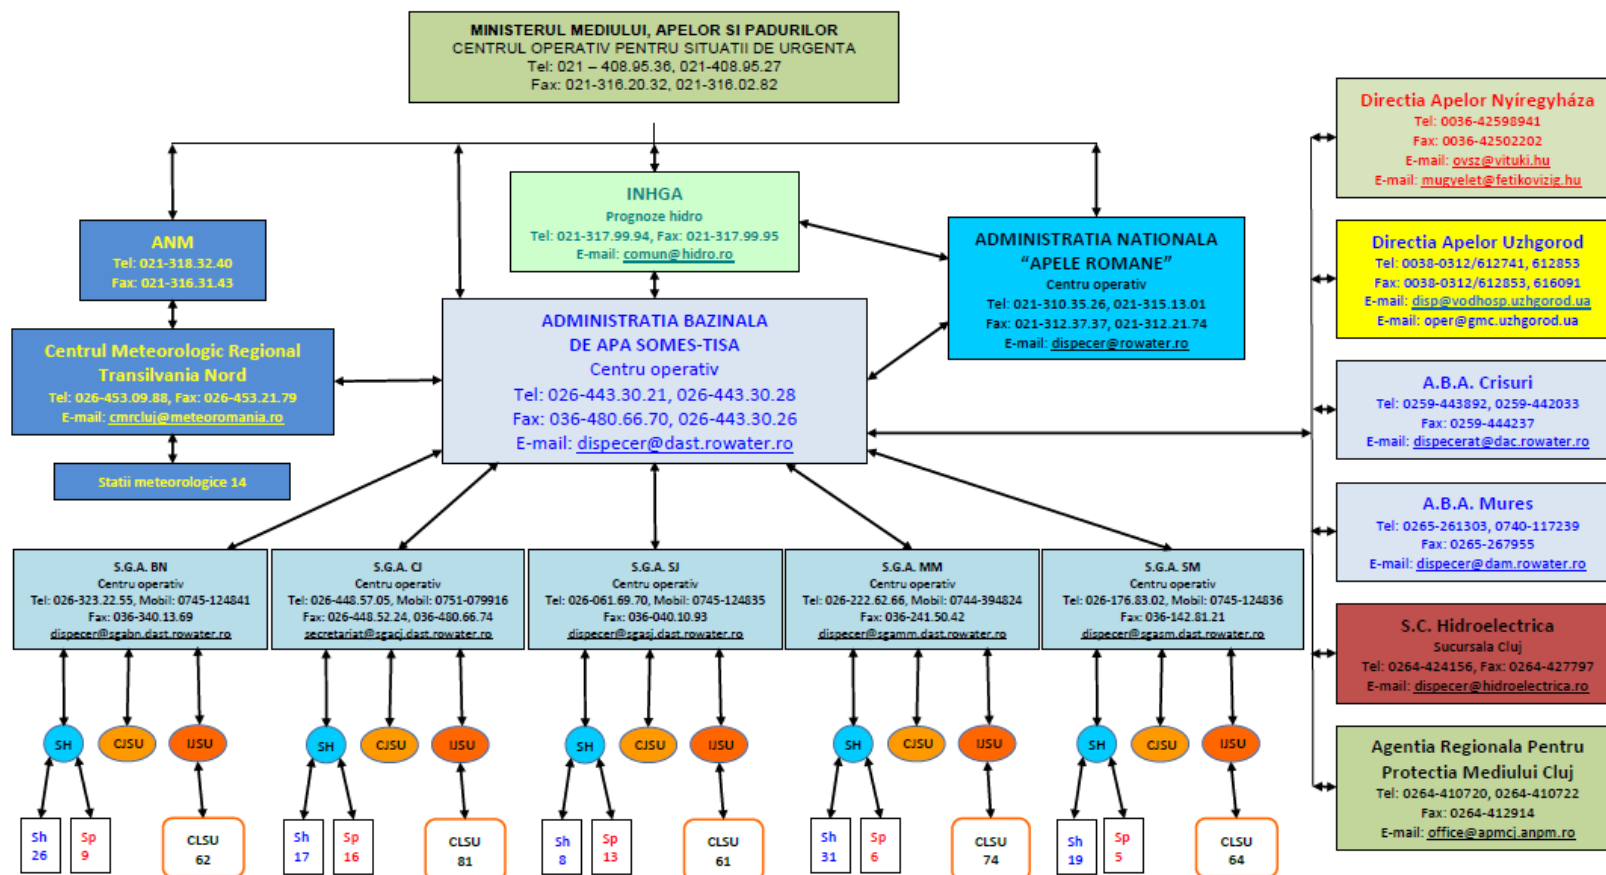 MINISTERUL MEDIULUI, APELOR SI PADURILOR
CENTRUL OPERATIV PENTRU SITUATII DE URGENTA
Tel: 021 – 408.95.36, 021-408.95.27
Fax: 021-316.20.32, 021-316.02.82
INHGA
Prognoze hidro
Tel: 021-317.99.94, Fax: 021-317.99.95
E-mail: comun@hidro.ro
ANM
Tel: 021-318.32.40
Fax: 021-316.31.43
ADMINISTRATIA NATIONALA
“APELE ROMANE”
Centru operativ
Tel: 021-310.35.26, 021-315.13.01
Fax: 021-312.37.37, 021-312.21.74
E-mail: dispecer@rowater.ro
Centrul Meteorologic Regional
Transilvania Nord
Tel: 026-453.09.88, Fax: 026-453.21.79
E-mail: cmrcluj@meteoromania.ro
Statii meteorologice 14
ADMINISTRATIA BAZINALA
DE APA SOMES-TISA
Centru operativ
Tel: 026-443.30.21, 026-443.30.28
Fax: 036-480.66.70, 026-443.30.26
E-mail: dispecer@dast.rowater.ro
Directia Apelor Nyíregyháza
Tel: 0036-42598941
Fax: 0036-42502202
E-mail: ovsz@vituki.hu
E-mail: mugyelet@fetikovizig.hu
Directia Apelor Uzhgorod
Tel: 0038-0312/612741, 612853
Fax: 0038-0312/612853, 616091
E-mail: disp@vodhosp.uzhgorod.ua
E-mail: oper@gmc.uzhgorod.ua
A.B.A. Crisuri
Tel: 0259-443892, 0259-442033
Fax: 0259-444237
E-mail: dispecerat@dac.rowater.ro
A.B.A. Mures
Tel: 0265-261303, 0740-117239
Fax: 0265-267955
E-mail: dispecer@dam.rowater.ro
S.C. Hidroelectrica
Sucursala Cluj
Tel: 0264-424156, Fax: 0264-427797
E-mail: dispecer@hidroelectrica.ro
Agentia Regionala Pentru
Protectia Mediului Cluj
Tel: 0264-410720, 0264-410722
Fax: 0264-412914
E-mail: office@apmcj.anpm.ro
S.G.A. BN
Centru operativ
Tel: 026-323.22.55, Mobil: 0745-124841
Fax: 036-340.13.69
dispecer@sgabn.dast.rowater.ro
S.G.A. CJ
Centru operativ
Tel: 026-448.57.05, Mobil: 0751-079916
Fax: 026-448.52.24, 036-480.66.74
secretariat@sgacj.dast.rowater.ro
S.G.A. SJ
Centru operativ
Tel: 026-061.69.70, Mobil: 0745-124835
Fax: 036-040.10.93
dispecer@sgasj.dast.rowater.ro
S.G.A. MM
Centru operativ
Tel: 026-222.62.66, Mobil: 0744-394824
Fax: 036-241.50.42
dispecer@sgamm.dast.rowater.ro
S.G.A. SM
Centru operativ
Tel: 026-176.83.02, Mobil: 0745-124836
Fax: 036-142.81.21
dispecer@sgasm.dast.rowater.ro
SH
CJSU
IJSU
SH
CJSU
IJSU
SH
CJSU
IJSU
SH
CJSU
IJSU
SH
CJSU
IJSU
Sh
26
Sp
9
CLSU
62
Sh
17
Sp
16
CLSU
81
Sh
8
Sp
13
CLSU
61
Sh
31
Sp
6
CLSU
74
Sh
19
Sp
5
CLSU
64